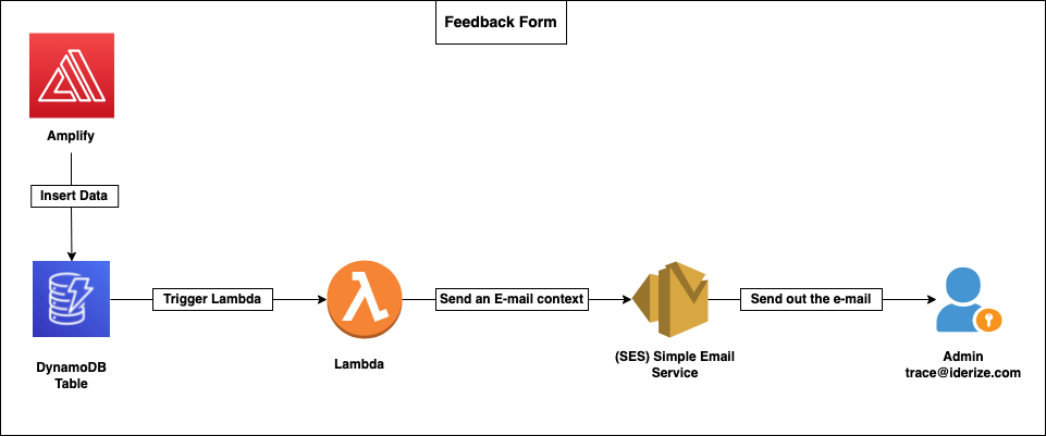 Feedback Form
Amplify
Insert Data
Trigger Lambda
Send an E-mail context
Send out the e-mail
DynamoDB
Table
Lambda
(SES) Simple Email
Service
Admin
trace@iderize.com